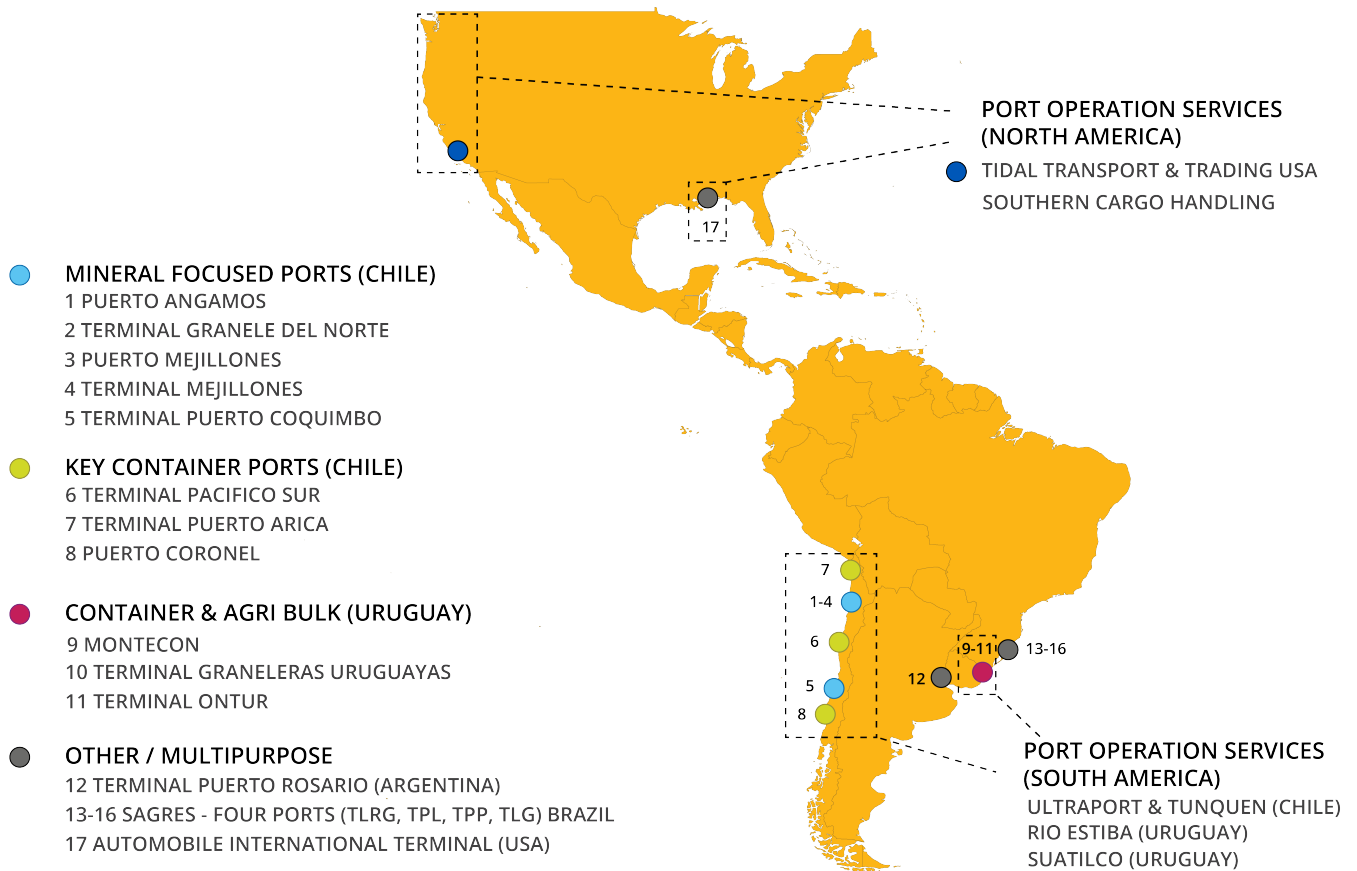 PORT OPERATION SERVICES
(NORTH AMERICA)
TIDAL TRANSPORT & TRADING USA
SOUTHERN CARGO HANDLING
17
MINERAL FOCUSED PORTS (CHILE)
1 PUERTO ANGAMOS
2 TERMINAL GRANELE DEL NORTE
3 PUERTO MEJILLONES
4 TERMINAL MEJILLONES
5 TERMINAL PUERTO COQUIMBO
KEY CONTAINER PORTS (CHILE)
6 TERMINAL PACIFICO SUR
7 TERMINAL PUERTO ARICA
8 PUERTO CORONEL
CONTAINER & AGRI BULK (URUGUAY)
9 MONTECON
10 TERMINAL GRANELERAS URUGUAYAS
11 TERMINAL ONTUR
OTHER / MULTIPURPOSE
12 TERMINAL PUERTO ROSARIO (ARGENTINA)
13-16 SAGRES - FOUR PORTS (TLRG, TPL, TPP, TLG) BRAZIL
17 AUTOMOBILE INTERNATIONAL TERMINAL (USA)
7
1-4
6
5
8
9-11
13-16
12
PORT OPERATION SERVICES
(SOUTH AMERICA)
ULTRAPORT & TUNQUEN (CHILE)
RIO ESTIBA (URUGUAY)
SUATILCO (URUGUAY)